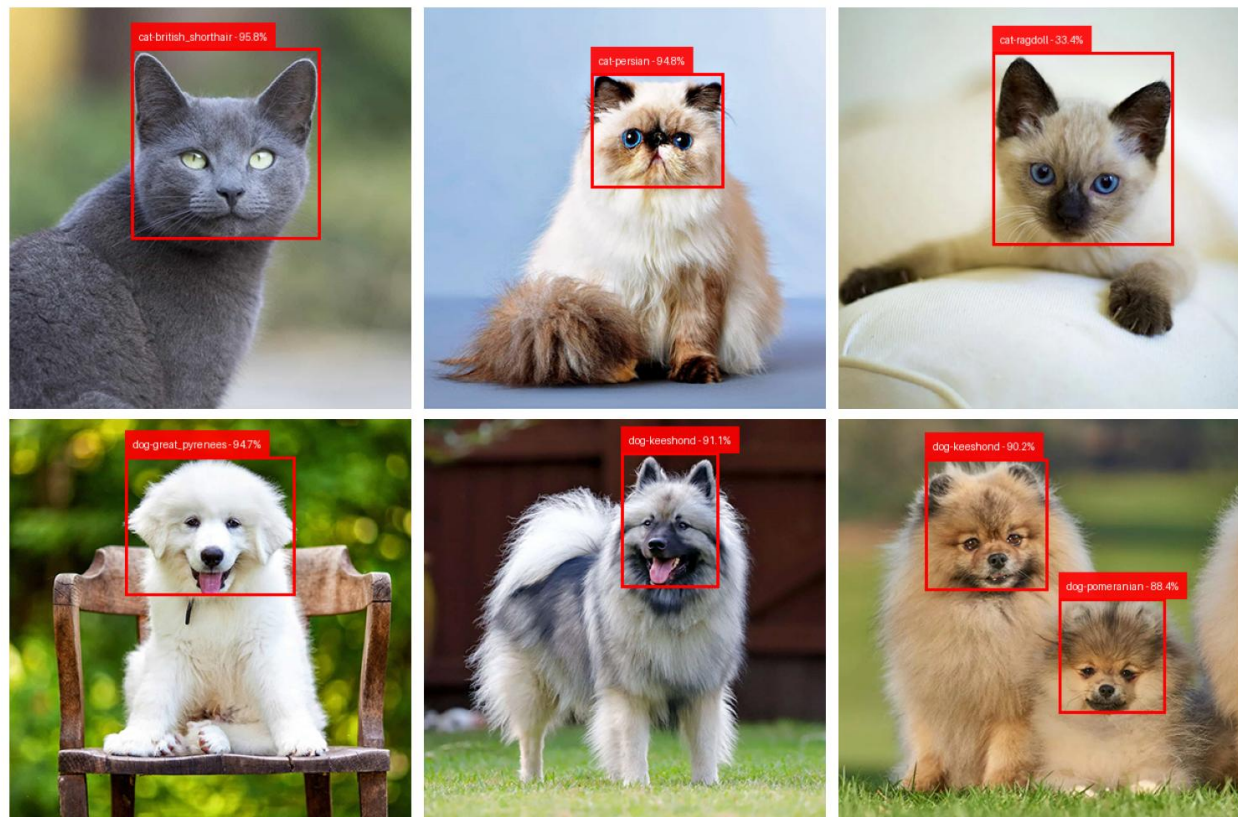 cat-british_shorthair - 95.8%
cat-persian - 94.8%
cat-ragdoll - 33.4%
dog-great_pyrenees - 94.7%
dog-keeshond - 91.1%
dog-keeshond - 90.2%
dog-pomeranian - 88.4%